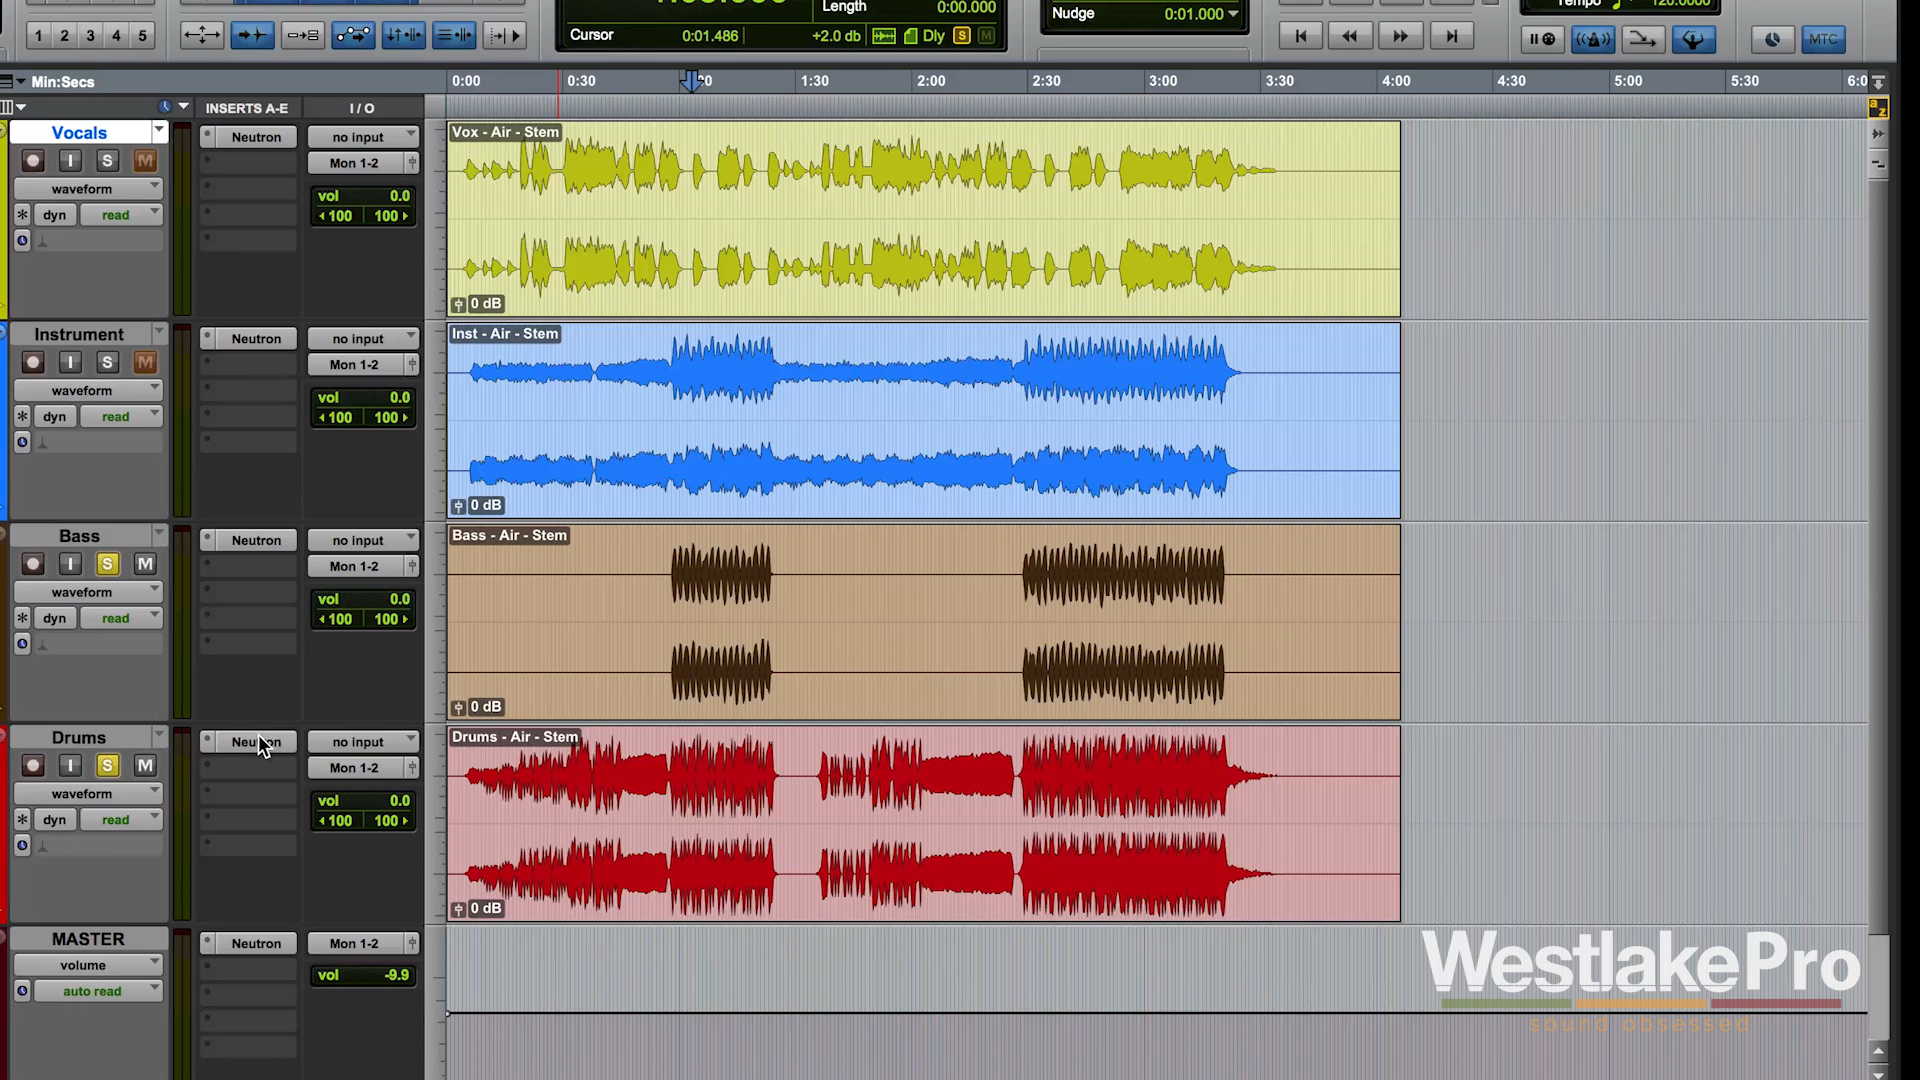 Length 0:00.000
Cursor 0:01.486 +2.0 db Dly S M
Nudge 0:01.000
Tempo 120.0000
1 2 3 4 5
MTC
Min:Secs
0:00 0:30 1:30 2:00 2:30 3:00 3:30 4:00 4:30 5:00 5:30 6:0
INSERTS A-E I / O
a z
Vocals
I S M
waveform
dyn read
Neutron
no input
Mon 1-2
vol 0.0
100 100
Vox - Air - Stem
0 dB
Instrument
I S M
waveform
dyn read
Neutron
no input
Mon 1-2
vol 0.0
100 100
Inst - Air - Stem
0 dB
Bass
I S M
waveform
dyn read
Neutron
no input
Mon 1-2
vol 0.0
100 100
Bass - Air - Stem
0 dB
Drums
I S M
waveform
dyn read
Neutron
no input
Mon 1-2
vol 0.0
100 100
Drums - Air - Stem
0 dB
MASTER
volume
auto read
Neutron
Mon 1-2
vol -9.9
WestlakePro
sound obsessed